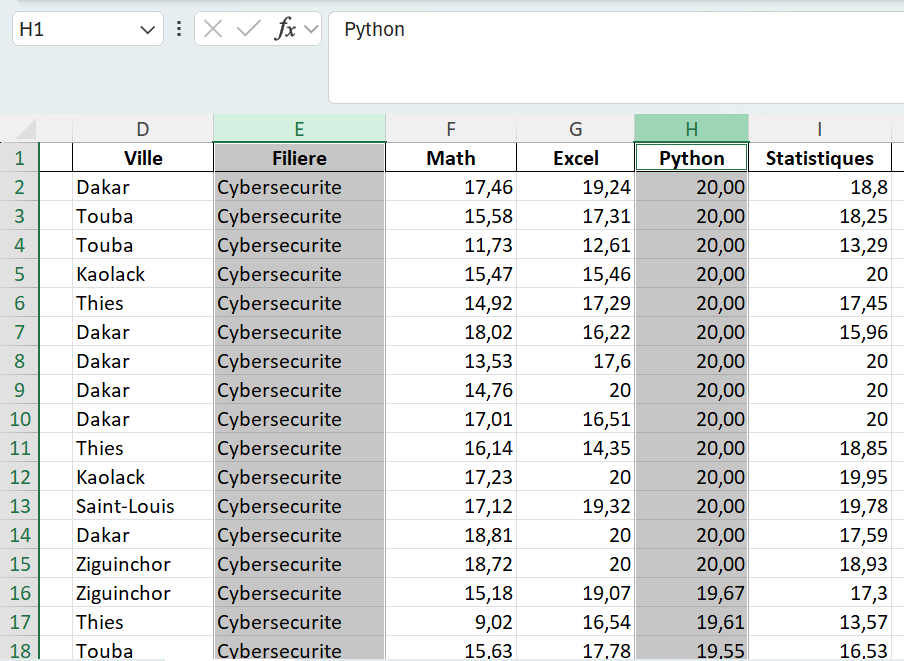 H1 fx Python
D E F G H I
1 Ville Filiere Math Excel Python Statistiques
2 Dakar Cybersecurite 17,46 19,24 20,00 18,8
3 Touba Cybersecurite 15,58 17,31 20,00 18,25
4 Touba Cybersecurite 11,73 12,61 20,00 13,29
5 Kaolack Cybersecurite 15,47 15,46 20,00 20
6 Thies Cybersecurite 14,92 17,29 20,00 17,45
7 Dakar Cybersecurite 18,02 16,22 20,00 15,96
8 Dakar Cybersecurite 13,53 17,6 20,00 20
9 Dakar Cybersecurite 14,76 20 20,00 20
10 Dakar Cybersecurite 17,01 16,51 20,00 20
11 Thies Cybersecurite 16,14 14,35 20,00 18,85
12 Kaolack Cybersecurite 17,23 20 20,00 19,95
13 Saint-Louis Cybersecurite 17,12 19,32 20,00 19,78
14 Dakar Cybersecurite 18,81 20 20,00 17,59
15 Ziguinchor Cybersecurite 18,72 20 20,00 18,93
16 Ziguinchor Cybersecurite 15,18 19,07 19,67 17,3
17 Thies Cybersecurite 9,02 16,54 19,61 13,57
18 Touba Cybersecurite 15,63 17,78 19,55 16,53